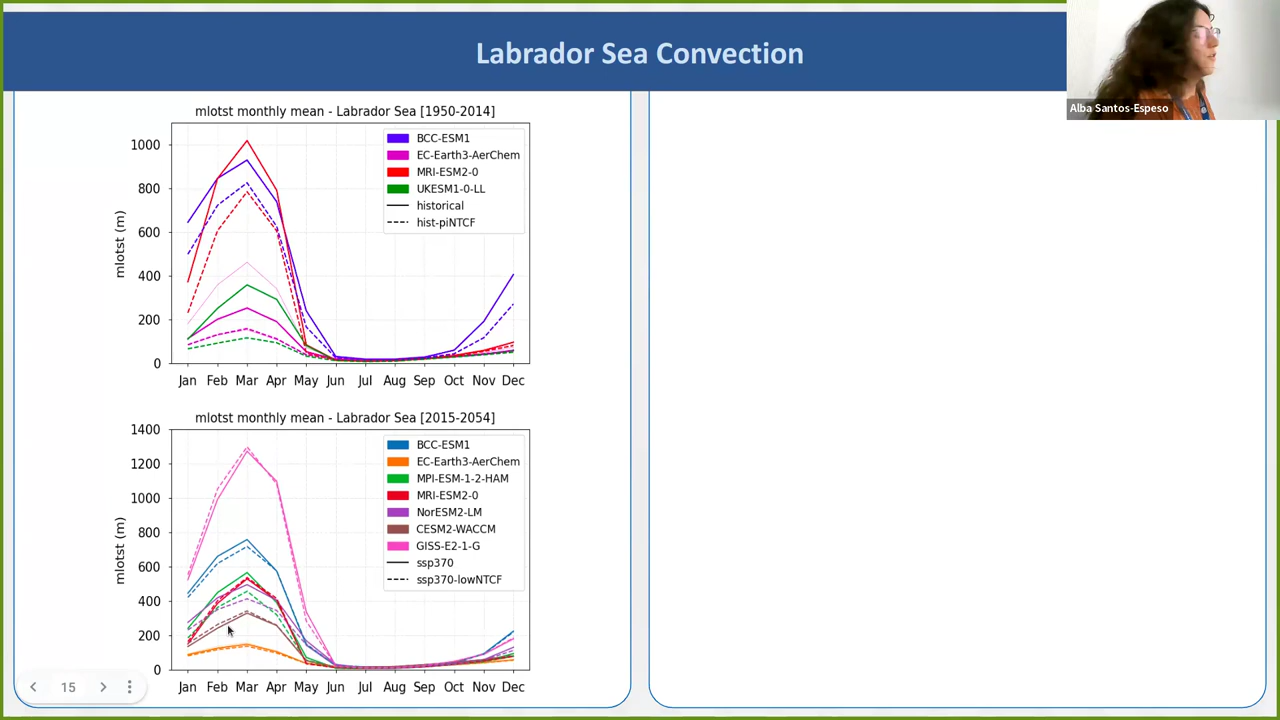 Labrador Sea Convection
Alba Santos-Espeso
mlotst monthly mean - Labrador Sea [1950-2014]
mlotst (m)
1000
800
600
400
200
0
BCC-ESM1
EC-Earth3-AerChem
MRI-ESM2-0
UKESM1-0-LL
historical
hist-piNTCF
Jan Feb Mar Apr May Jun Jul Aug Sep Oct Nov Dec
mlotst monthly mean - Labrador Sea [2015-2054]
mlotst (m)
1400
1200
1000
800
600
400
200
0
BCC-ESM1
EC-Earth3-AerChem
MPI-ESM-1-2-HAM
MRI-ESM2-0
NorESM2-LM
CESM2-WACCM
GISS-E2-1-G
ssp370
ssp370-lowNTCF
Jan Feb Mar Apr May Jun Jul Aug Sep Oct Nov Dec
15